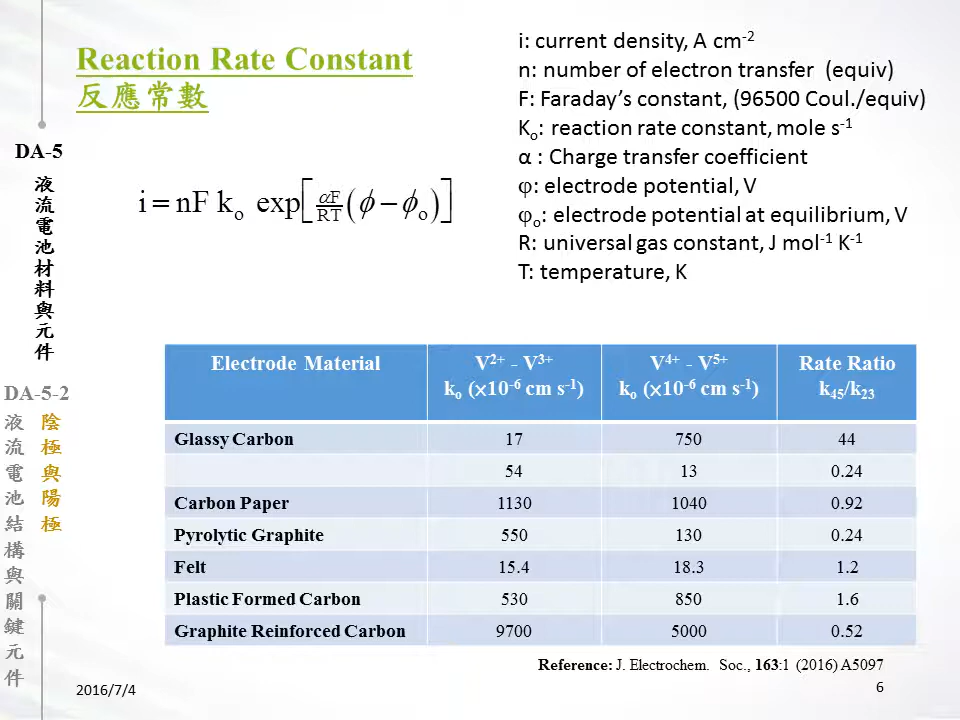 Reaction Rate Constant
反應常數
DA-5
液流電池材料與元件
DA-5-2
液流電池結構與關鍵元件
陰極與陽極
i = nF kₒ exp[αF/RT (ϕ − ϕₒ)]
i: current density, A cm⁻²
n: number of electron transfer (equiv)
F: Faraday’s constant, (96500 Coul./equiv)
Kₒ: reaction rate constant, mole s⁻¹
α : Charge transfer coefficient
φ: electrode potential, V
φₒ: electrode potential at equilibrium, V
R: universal gas constant, J mol⁻¹ K⁻¹
T: temperature, K
Electrode Material V²⁺ - V³⁺ kₒ (×10⁻⁶ cm s⁻¹) V⁴⁺ - V⁵⁺ kₒ (×10⁻⁶ cm s⁻¹) Rate Ratio k₄₅/k₂₃
Glassy Carbon 17 750 44
54 13 0.24
Carbon Paper 1130 1040 0.92
Pyrolytic Graphite 550 130 0.24
Felt 15.4 18.3 1.2
Plastic Formed Carbon 530 850 1.6
Graphite Reinforced Carbon 9700 5000 0.52
Reference: J. Electrochem. Soc., 163:1 (2016) A5097
2016/7/4
6